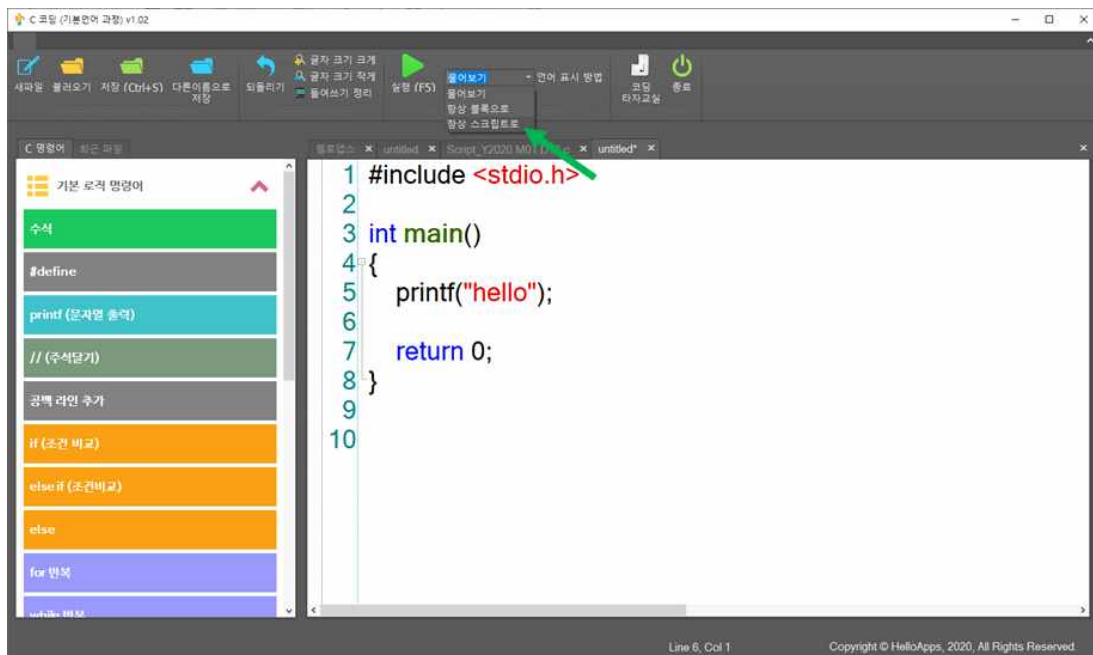 C 코딩 (기본언어 과정) v1.02
새파일
불러오기
저장 (Ctrl+S)
다른이름으로
저장
되돌리기
글자 크기 크게
글자 크기 작게
들여쓰기 정리
실행 (F5)
물어보기
언어 표시 방법
물어보기
항상 블록으로
항상 스크립트로
코딩
타자교실
종료
C 명령어
최근 파일
헬로앱스
untitled
untitled*
기본 로직 명령어
수식
#define
printf (문자열 출력)
// (주석달기)
공백 라인 추가
if (조건 비교)
else if (조건비교)
else
for 반복
while 반복
1 #include <stdio.h>
2
3 int main()
4 {
5 printf("hello");
6
7 return 0;
8 }
9
10
Line 6, Col 1
Copyright © HelloApps, 2020, All Rights Reserved